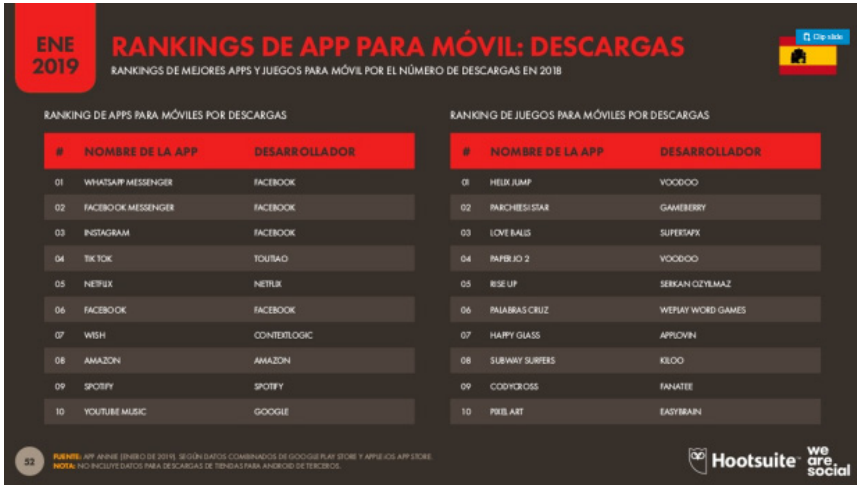 ENE
2019
RANKINGS DE APP PARA MÓVIL: DESCARGAS
RANKINGS DE MEJORES APPS Y JUEGOS PARA MÓVIL POR EL NÚMERO DE DESCARGAS EN 2018
Clip slide
RANKING DE APPS PARA MÓVILES POR DESCARGAS
# NOMBRE DE LA APP DESARROLLADOR
01 WHATSAPP MESSENGER FACEBOOK
02 FACEBOOK MESSENGER FACEBOOK
03 INSTAGRAM FACEBOOK
04 TIK TOK TOUTIAO
05 NETFLIX NETFLIX
06 FACEBOOK FACEBOOK
07 WISH CONTEXTLOGIC
08 AMAZON AMAZON
09 SPOTIFY SPOTIFY
10 YOUTUBE MUSIC GOOGLE
RANKING DE JUEGOS PARA MÓVILES POR DESCARGAS
# NOMBRE DE LA APP DESARROLLADOR
01 HELIX JUMP VOODOO
02 PARCHEESI STAR GAMEBERRY
03 LOVE BALLS SUPERTAPX
04 PAPER.IO 2 VOODOO
05 RISE UP SERKAN OZYILMAZ
06 PALABRAS CRUZ WEPLAY WORD GAMES
07 HAPPY GLASS APPLOVIN
08 SUBWAY SURFERS KILOO
09 CODYCROSS FANATEE
10 PIXEL ART EASYBRAIN
52
FUENTE: APP ANNIE (ENERO DE 2019). SEGÚN DATOS COMBINADOS DE GOOGLE PLAY STORE Y APPLE iOS APP STORE.
NOTA: NO INCLUYE DATOS PARA DESCARGAS DE TIENDAS PARA ANDROID DE TERCEROS.
Hootsuite
we
are.
social